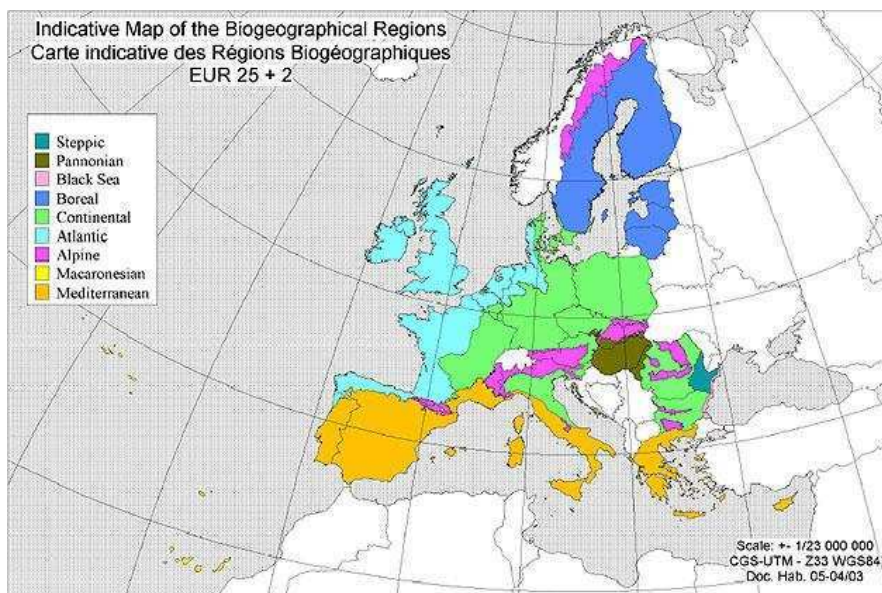 Indicative Map of the Biogeographical Regions
Carte indicative des Régions Biogéographiques
EUR 25 + 2
Steppic
Pannonian
Black Sea
Boreal
Continental
Atlantic
Alpine
Macaronesian
Mediterranean
Scale: +- 1/23 000 000
CGS-UTM - Z33 WGS84
Doc. Hab. 05-04/03